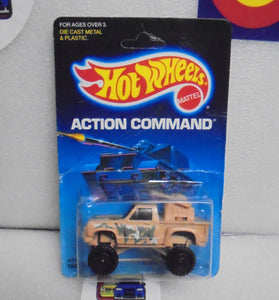 FOR AGES OVER 3.
DIE CAST METAL
& PLASTIC.
Hot Wheels
MATTEL
ACTION COMMAND